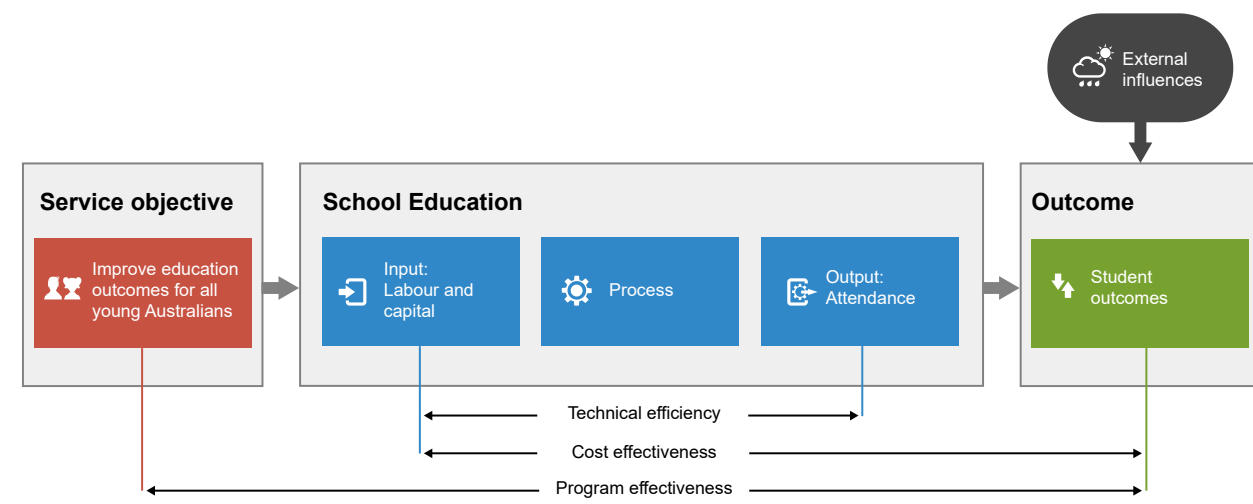 External
influences
Service objective
Improve education
outcomes for all
young Australians
School Education
Input:
Labour and
capital
Process
Output:
Attendance
Outcome
Student
outcomes
Technical efficiency
Cost effectiveness
Program effectiveness